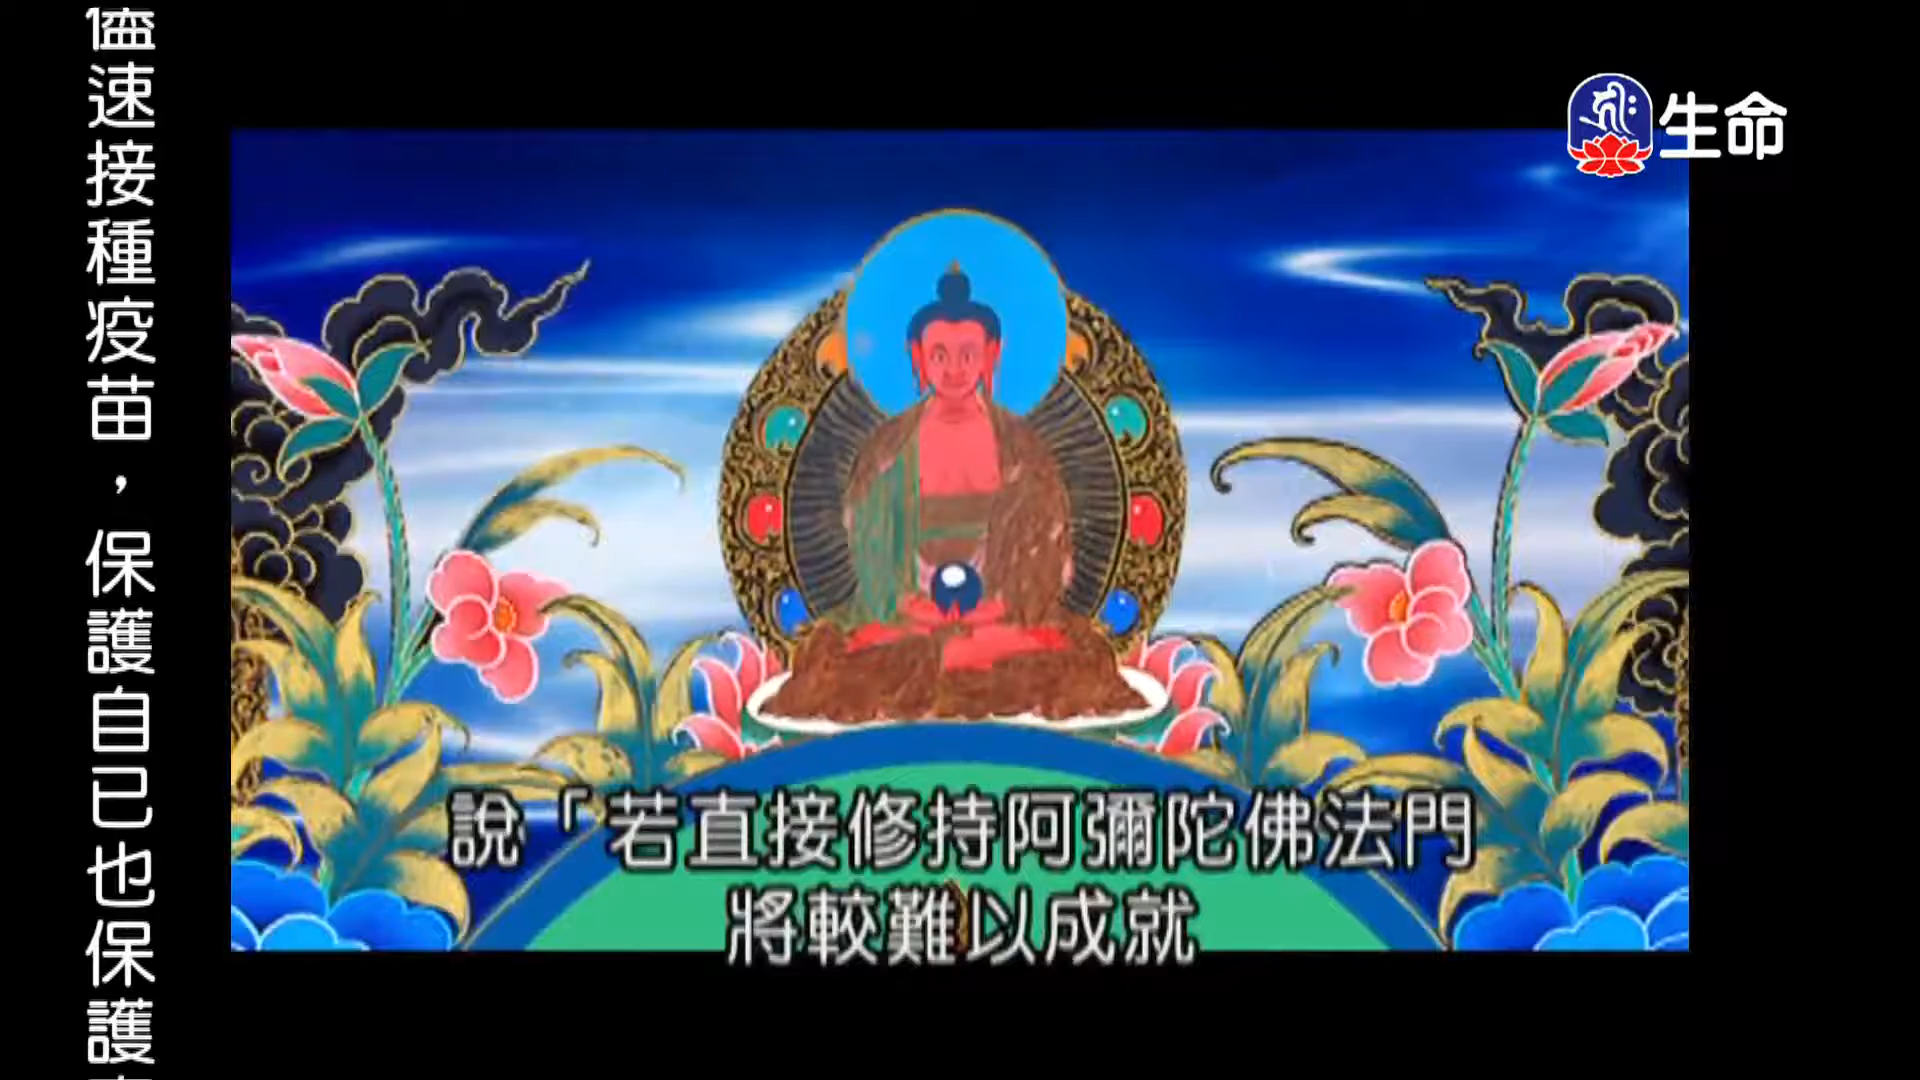 儘速接種疫苗，保護自已也保護
生命
說「若直接修持阿彌陀佛法門
將較難以成就